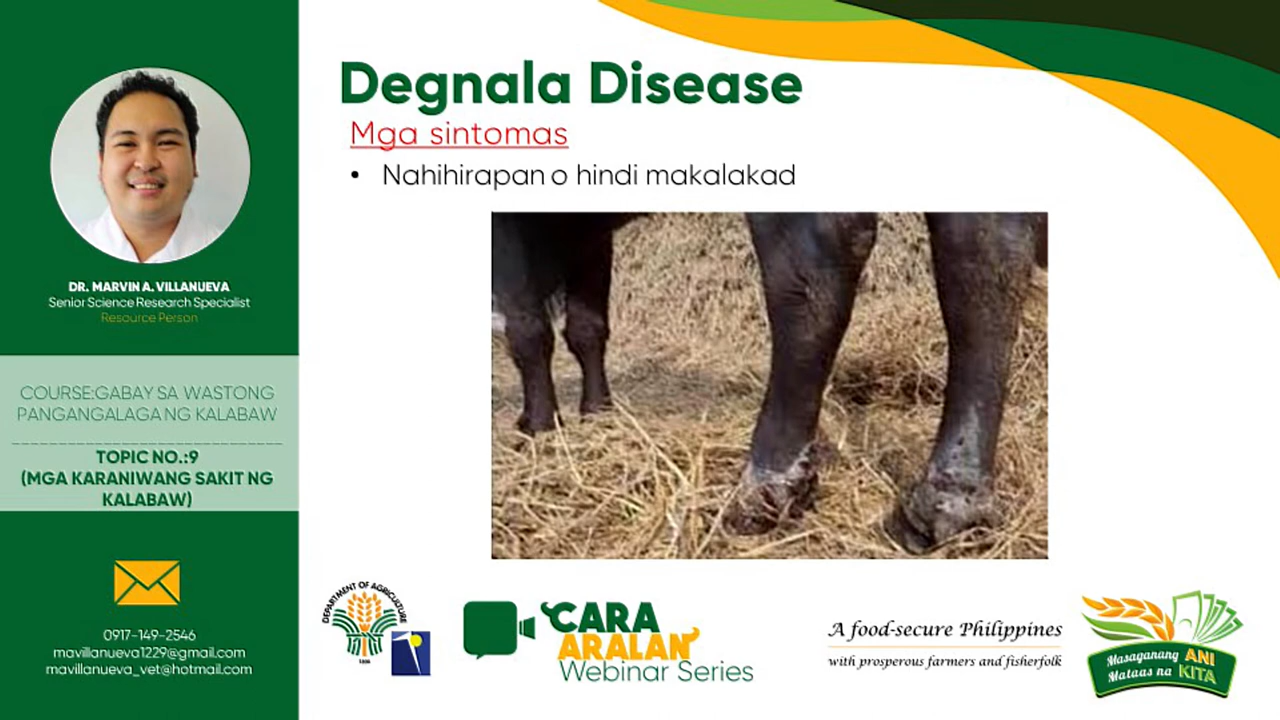 Degnala Disease
Mga sintomas
• Nahihirapan o hindi makalakad
DR. MARVIN A. VILLANUEVA
Senior Science Research Specialist
Resource Person
COURSE:GABAY SA WASTONG
PANGANGALAGA NG KALABAW
TOPIC NO.:9
(MGA KARANIWANG SAKIT NG
KALABAW)
0917-149-2546
mavillanueva1229@gmail.com
mavillanueva_vet@hotmail.com
DEPARTMENT OF AGRICULTURE
CARA
ARALAN
Webinar Series
A food-secure Philippines
with prosperous farmers and fisherfolk
Masaganang ANI
Mataas na KITA